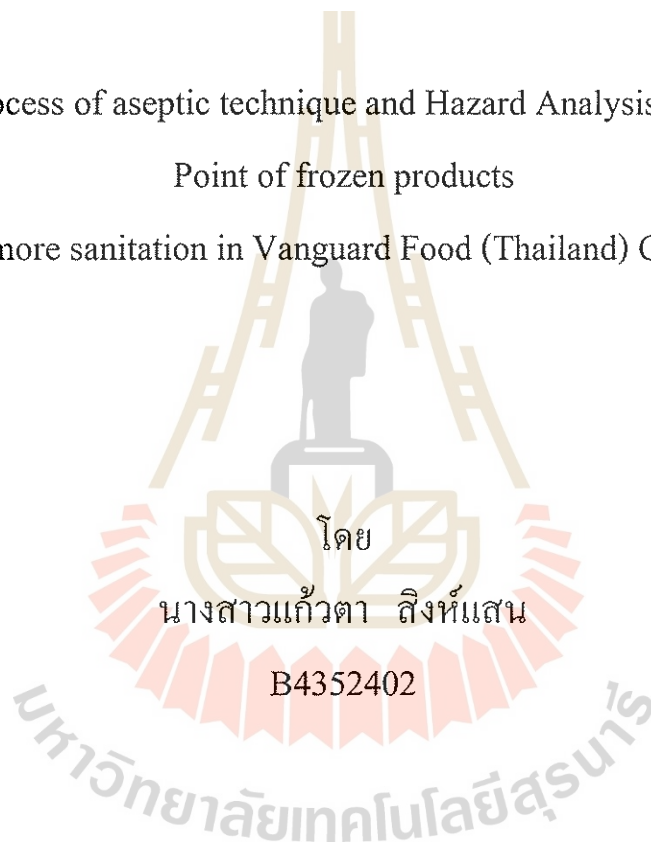 ocess of aseptic technique and Hazard Analysis
Point of frozen products
more sanitation in Vanguard Food (Thailand) C
โดย
นางสาวแก้วตา สิงห์แสน
B4352402
มหาวิทยาลัยเทคโนโลยีสุรนารี